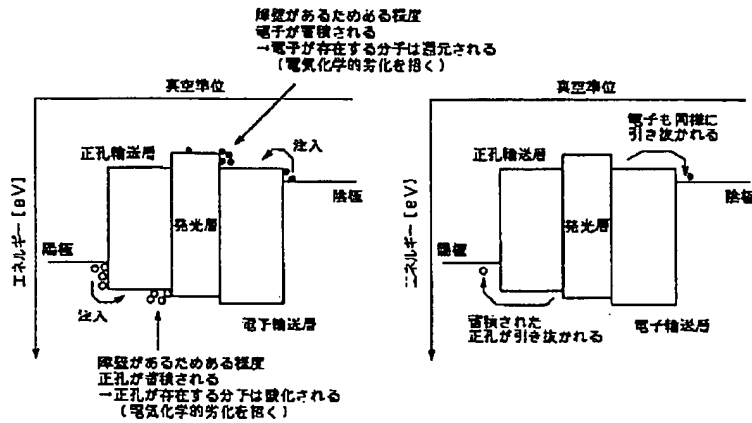 障壁があるためある程度
電子が蓄積される
→電子が存在する分子は還元される
(電気化学的劣化を招く)
真空準位
正孔輸送層
注入
陰極
発光層
エネルギー[eV]
陽極
注入
電子輸送層
障壁があるためある程度
正孔が蓄積される
→正孔が存在する分子は酸化される
(電気化学的劣化を招く)
真空準位
電子も同様に
引き抜かれる
正孔輸送層
陰極
発光層
エネルギー[eV]
陽極
蓄積された
正孔が引き抜かれる
電子輸送層